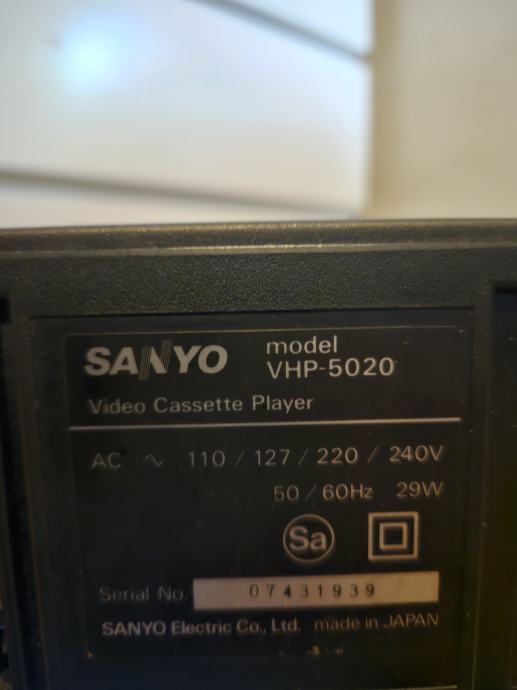 SANYO model
VHP-5020
Video Cassette Player
AC ~ 110 / 127 / 220 / 240V
50 / 60Hz 29W
Sa
Serial No. 07431939
SANYO Electric Co., Ltd. made in JAPAN